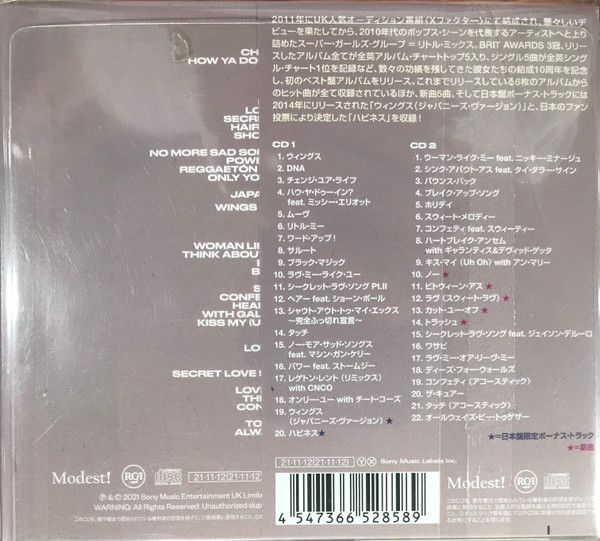 2011年にUK人気オーディション番組《Xファクター》にて結成され、華々しいデ
ビューを果たしてから、2010年代のポップス・シーンを代表するアーティストへと上り
詰めたスーパー・ガールズ・グループ = リトル・ミックス。BRIT AWARDS 3冠、リリー
スしたアルバム全てが全英アルバム・チャートトップ5入り、シングル5曲が全英シング
ル・チャート1位を記録など、数々の功績を残してきた彼女たちの結成10周年を記念
し、初のベスト盤アルバムをリリース。これまでリリースしている6枚のアルバムから
のヒット曲が全て収録されているほか、新曲5曲、そして日本盤ボーナス・トラックには
2014年にリリースされた「ウィングス(ジャパニーズ・ヴァージョン)」と、日本のファン
投票により決定した「ハピネス」を収録!
CH
HOW YA DO
LO
SECRE
HAIR
SHO
NO MORE SAD SO
POWE
REGGAETÓN
ONLY YO
JAPA
WINGS
WOMAN LI
THINK ABOU
B
S
CONFE
HEA
WITH GAL
KISS MY (U
LO
SECRET LOVE
LOVE
TH
CON
TO
ALWA
CD 1
1. ウィングス
2. DNA
3. チェンジ・ユア・ライフ
4. ハウ・ヤ・ドゥーイン?
feat. ミッシー・エリオット
5. ムーヴ
6. リトル・ミー
7. ワード・アップ!
8. サルート
9. ブラック・マジック
10. ラヴ・ミー・ライク・ユー
11. シークレット・ラヴ・ソング Pt.II
12. ヘアー feat. ショーン・ポール
13. シャウト・アウト・トゥ・マイ・エックス
〜完全ふっ切れ宣言〜
14. タッチ
15. ノー・モア・サッド・ソングス
feat. マシン・ガン・ケリー
16. パワー feat. ストームジー
17. レゲトン・レント (リミックス)
with CNCO
18. オンリー・ユー with チート・コーズ
19. ウィングス
(ジャパニーズ・ヴァージョン)★
20. ハピネス★
CD 2
1. ウーマン・ライク・ミー feat. ニッキー・ミナージュ
2. シンク・アバウト・アス feat. タイ・ダラー・サイン
3. バウンス・バック
4. ブレイク・アップ・ソング
5. ホリデイ
6. スウィート・メロディー
7. コンフェティ feat. スウィーティー
8. ハートブレイク・アンセム
with ギャランティス&デヴィッド・ゲッタ
9. キス・マイ (Uh Oh) with アン・マリー
10. ノー★
11. ビトウィーン・アス★
12. ラヴ (スウィート・ラヴ)★
13. カット・ユー・オフ★
14. トラッシュ★
15. シークレット・ラヴ・ソング feat. ジェイソン・デルーロ
16. ワサビ
17. ラヴ・ミー・オア・リーヴ・ミー
18. ディーズ・フォー・ウォールズ
19. コンフェティ (アコースティック)
20. ザ・キュアー
21. タッチ (アコースティック)
22. オールウェイズ・ビー・トゥゲザー
★=日本盤限定ボーナス・トラック
★=新曲
21-11-12(21-11-12)
21-11-12(21-11-12) Ⓨ Ⓧ Sony Music Labels Inc.
Modest! RCA
Modest! RCA
℗ & © 2021 Sony Music Entertainment UK Limite
WARNING: All Rights Reserved. Unauthorized dup
4 547366 528589